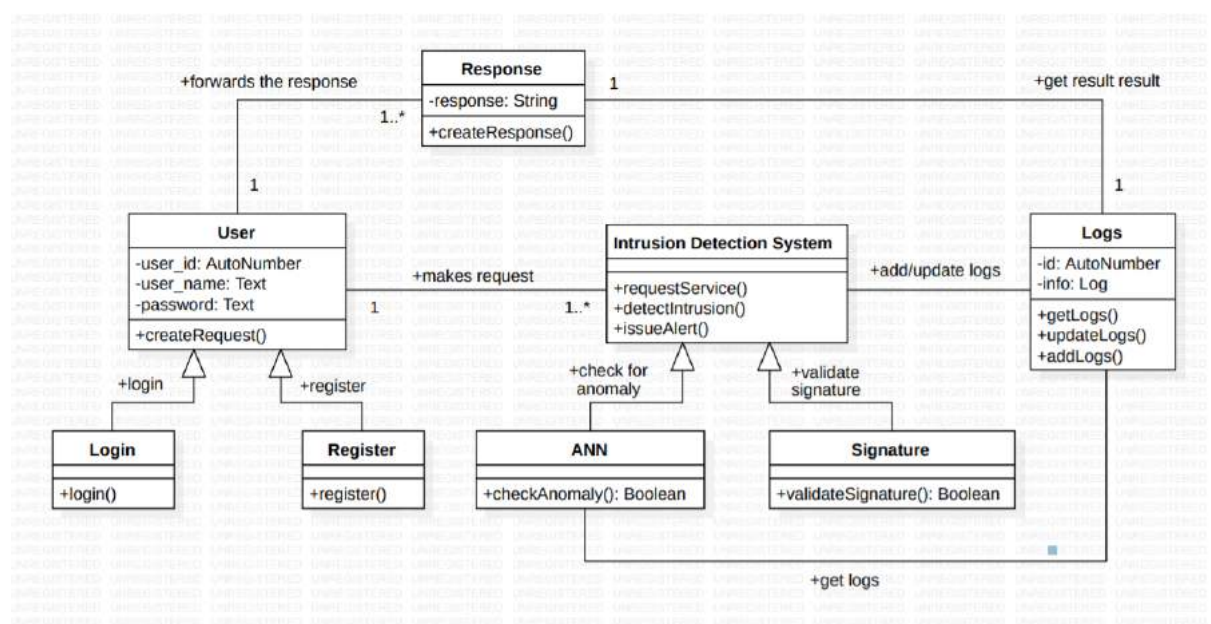 Response
-response: String
+createResponse()
+forwards the response
1..*
1
1
+get result result
1
User
-user_id: AutoNumber
-user_name: Text
-password: Text
+createRequest()
+makes request
1
1..*
Intrusion Detection System
+requestService()
+detectIntrusion()
+issueAlert()
+add/update logs
Logs
-id: AutoNumber
-info: Log
+getLogs()
+updateLogs()
+addLogs()
+login
+register
+check for
anomaly
+validate
signature
Login
+login()
Register
+register()
ANN
+checkAnomaly(): Boolean
Signature
+validateSignature(): Boolean
+get logs
UNREGISTERED